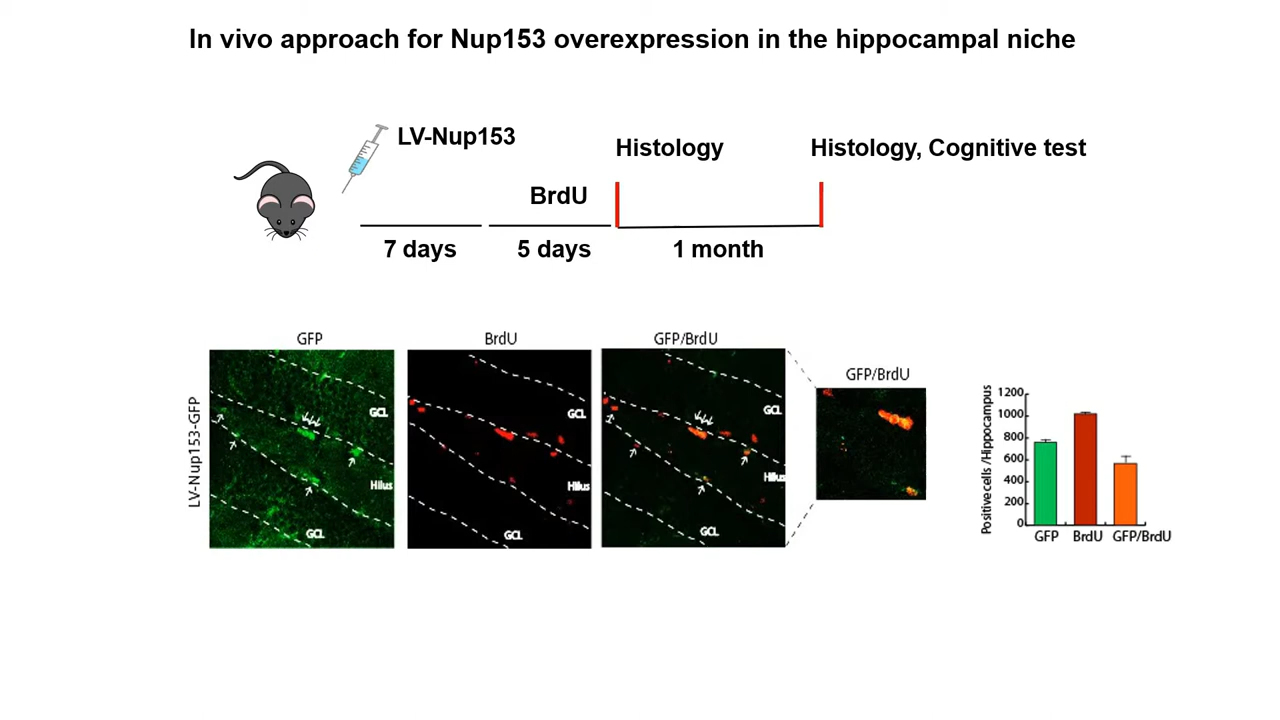 In vivo approach for Nup153 overexpression in the hippocampal niche
LV-Nup153
Histology
Histology, Cognitive test
BrdU
7 days
5 days
1 month
GFP
BrdU
GFP/BrdU
GFP/BrdU
LV-Nup153-GFP
GCL
Hilus
GCL
GCL
Hilus
GCL
GCL
Hilus
GCL
Positive cells /Hippocampus
1200
1000
800
600
400
200
0
GFP
BrdU
GFP/BrdU